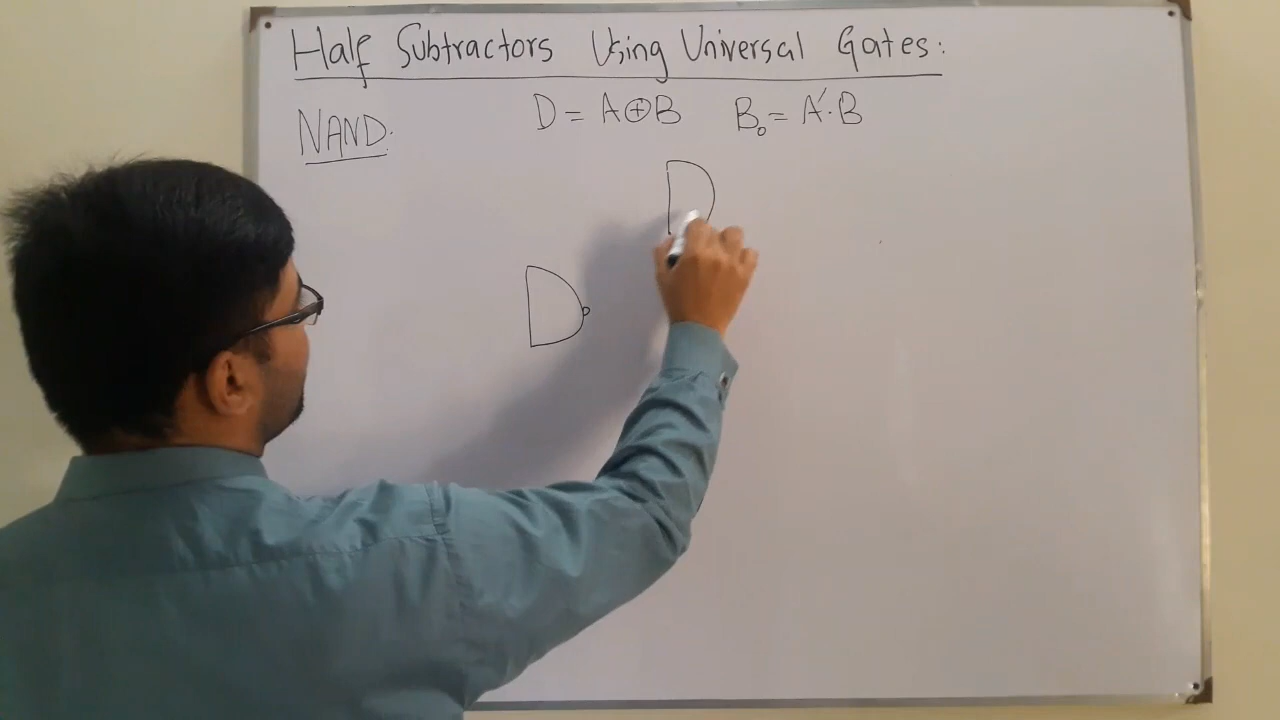 Half Subtractors Using Universal Gates:
NAND:
D = A⊕B B₀ = A′·B